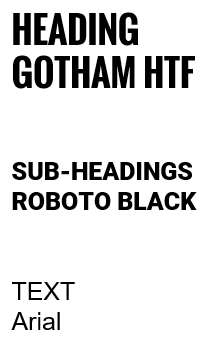 HEADING
GOTHAM HTF
SUB-HEADINGS
ROBOTO BLACK
TEXT
Arial